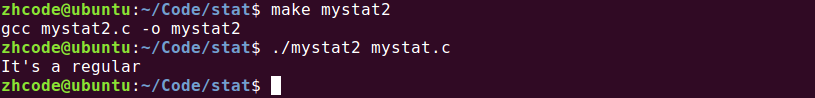 zhcode@ubuntu:~/Code/stat$ make mystat2
gcc mystat2.c -o mystat2
zhcode@ubuntu:~/Code/stat$ ./mystat2 mystat.c
It's a regular
zhcode@ubuntu:~/Code/stat$